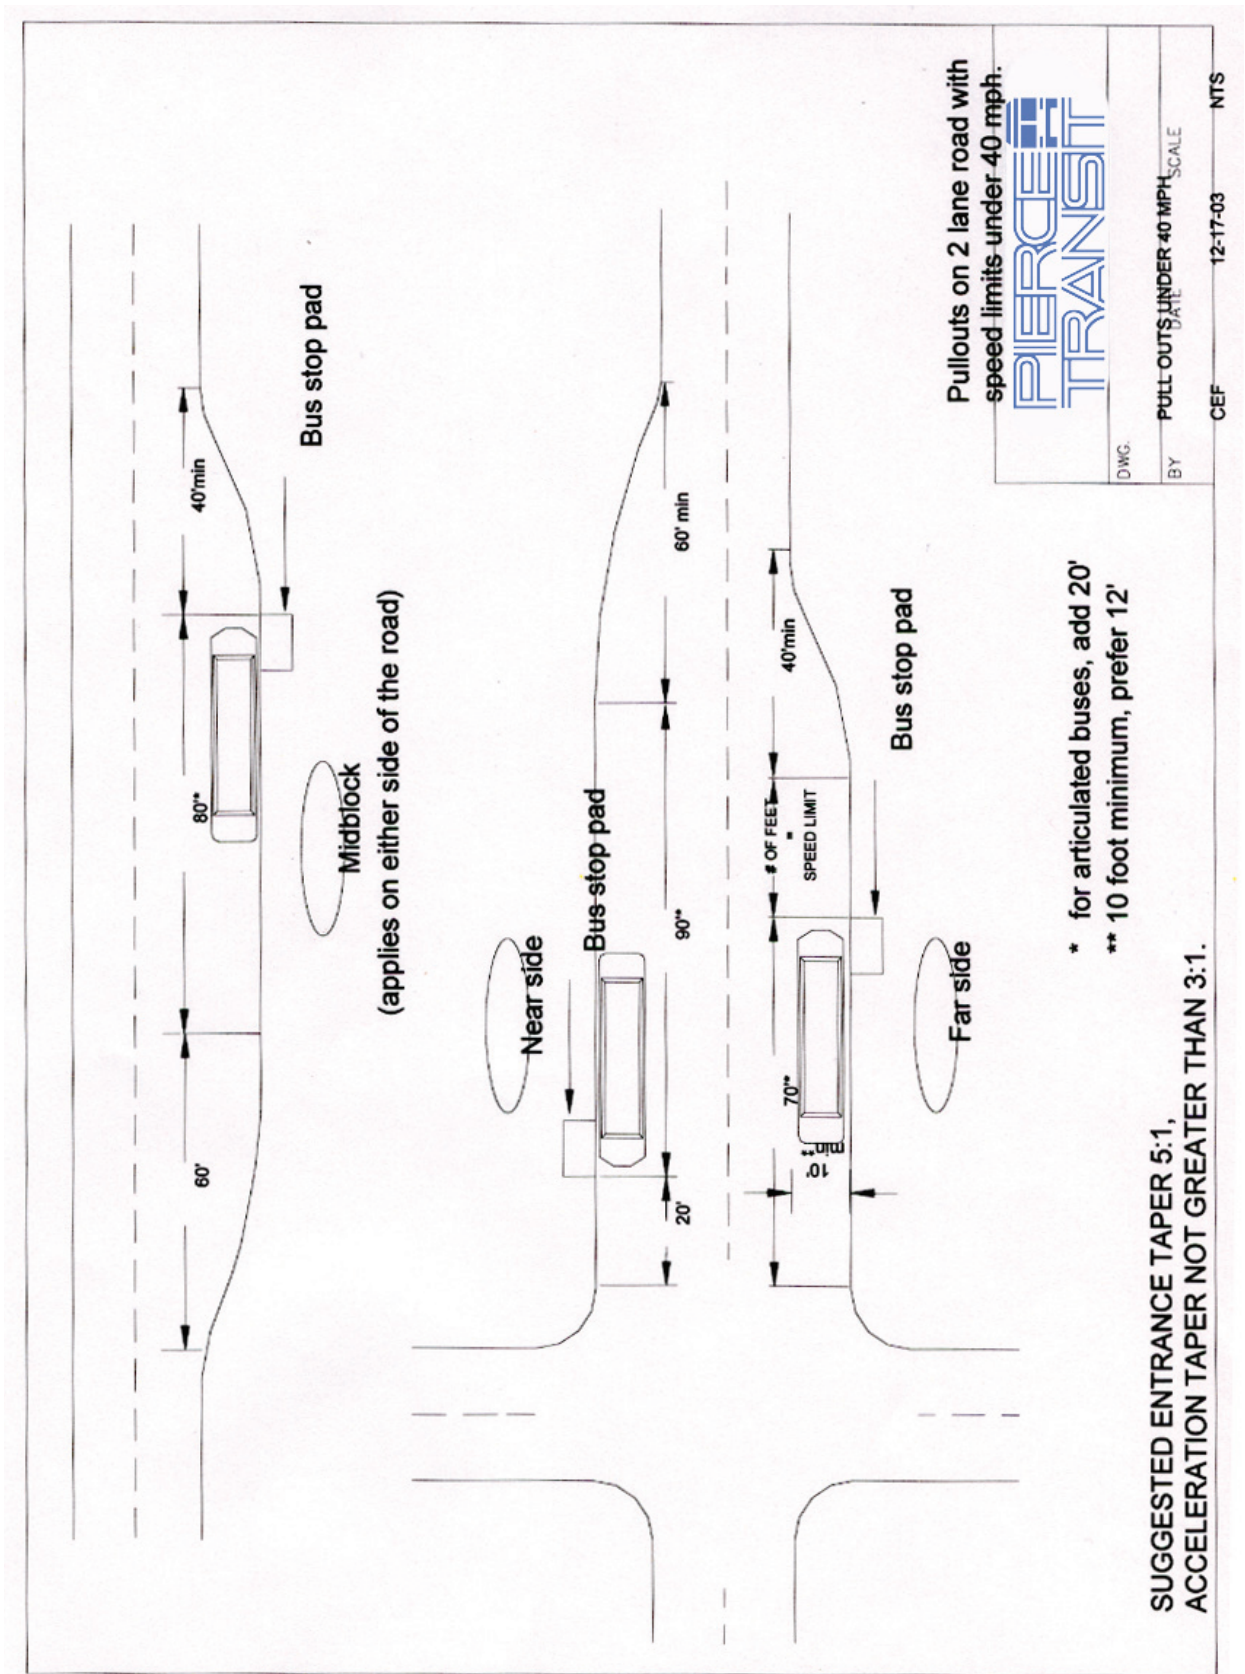 40'min
Bus stop pad
80'*
60'
Midblock
(applies on either side of the road)
Near side
Bus stop pad
60' min
90'*
20'
40'min
# OF FEET
=
SPEED LIMIT
70'*
10'
min**
Bus stop pad
Far side
* for articulated buses, add 20'
** 10 foot minimum, prefer 12'
SUGGESTED ENTRANCE TAPER 5:1,
ACCELERATION TAPER NOT GREATER THAN 3:1.
Pullouts on 2 lane road with
speed limits under 40 mph.
PIERCE
TRANSIT
DWG.
PULL OUTS UNDER 40 MPH
BY DATE SCALE
CEF 12-17-03 NTS